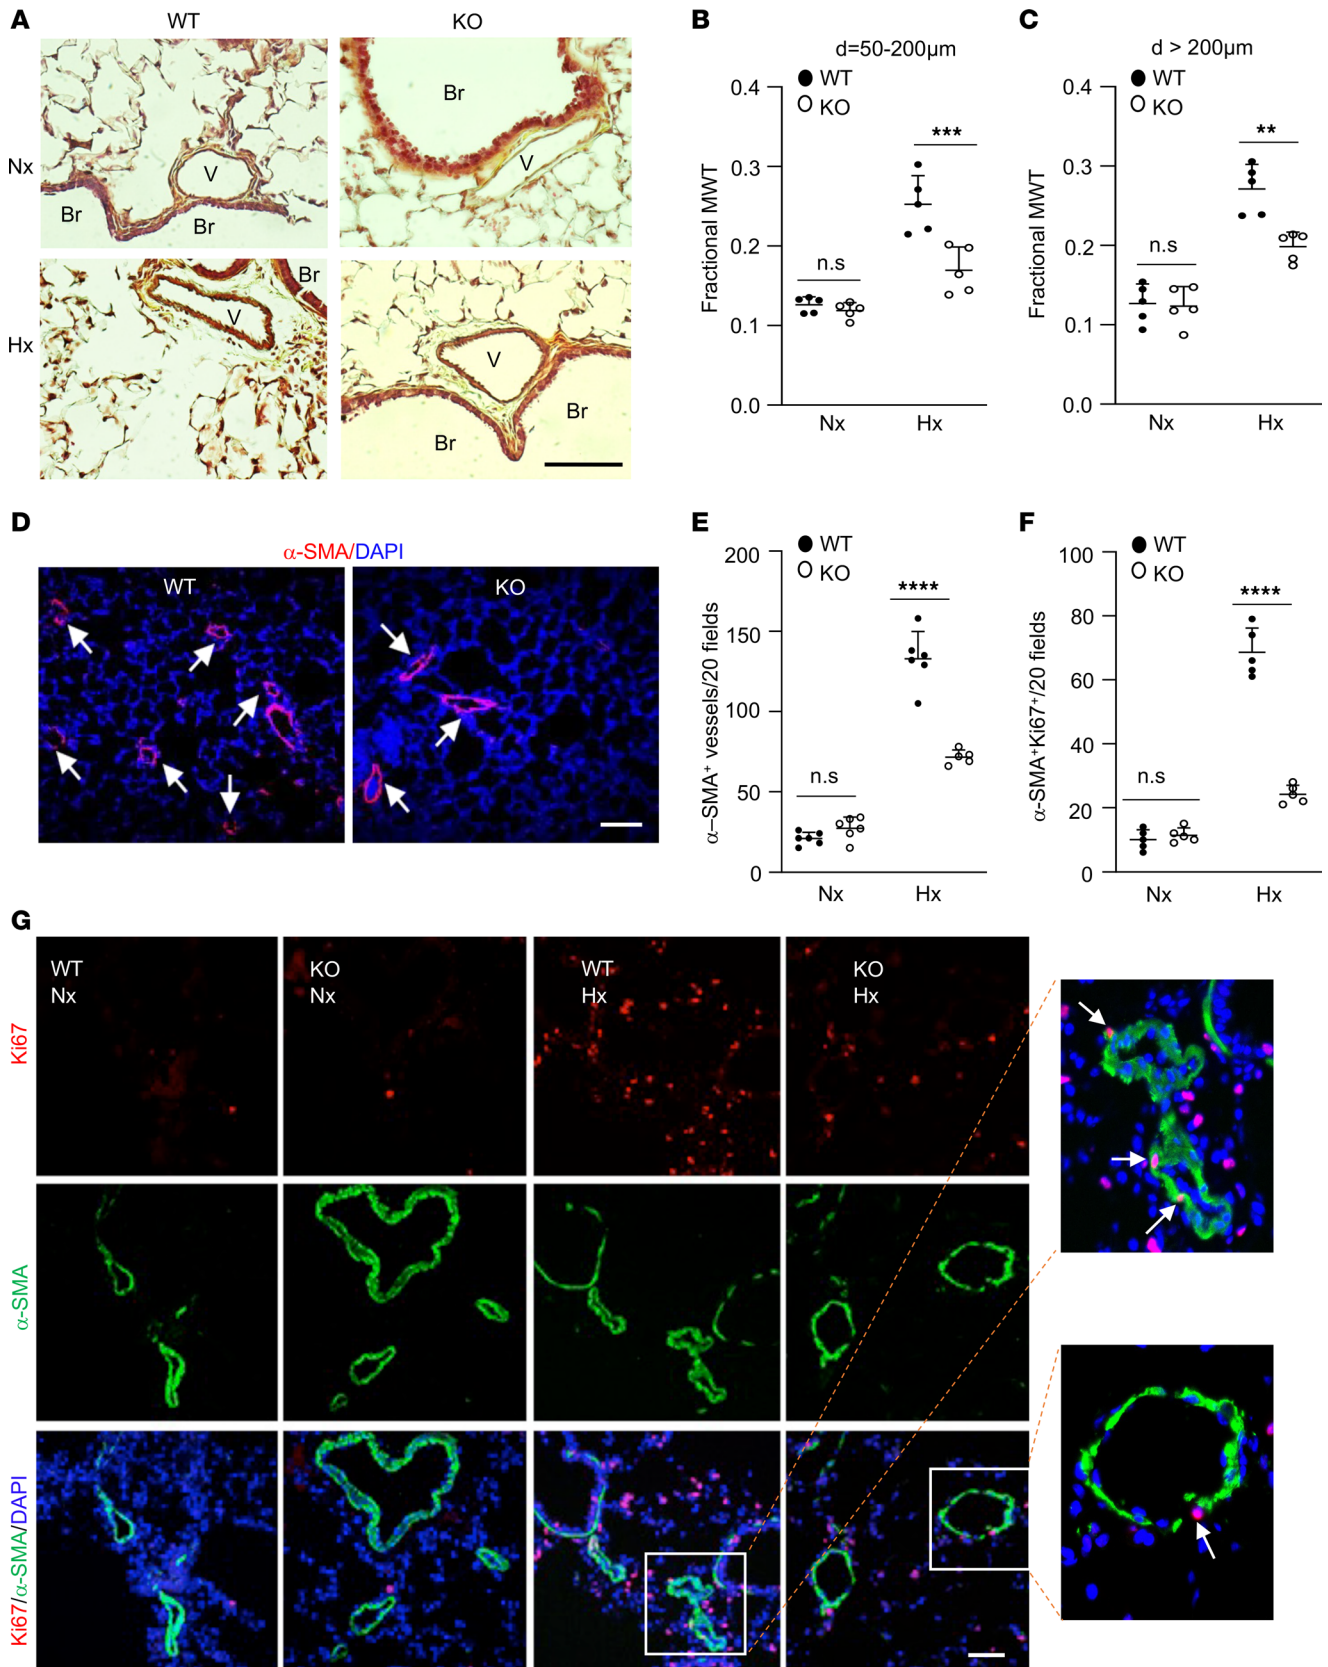 A
WT
KO
Nx
Hx
Br
V
Br
Br
V
Br
V
Br
V
Br
Br
B
d=50-200μm
WT
KO
Fractional MWT
0.4
0.3
0.2
0.1
0.0
n.s
***
Nx
Hx
C
d > 200μm
WT
KO
Fractional MWT
0.4
0.3
0.2
0.1
0.0
n.s
**
Nx
Hx
D
α-SMA/DAPI
WT
KO
E
WT
KO
α–SMA⁺ vessels/20 fields
200
150
100
50
0
n.s
****
Nx
Hx
F
WT
KO
α-SMA⁺Ki67⁺/20 fields
100
80
60
40
20
0
n.s
****
Nx
Hx
G
WT
Nx
KO
Nx
WT
Hx
KO
Hx
Ki67
α-SMA
Ki67/α-SMA/DAPI